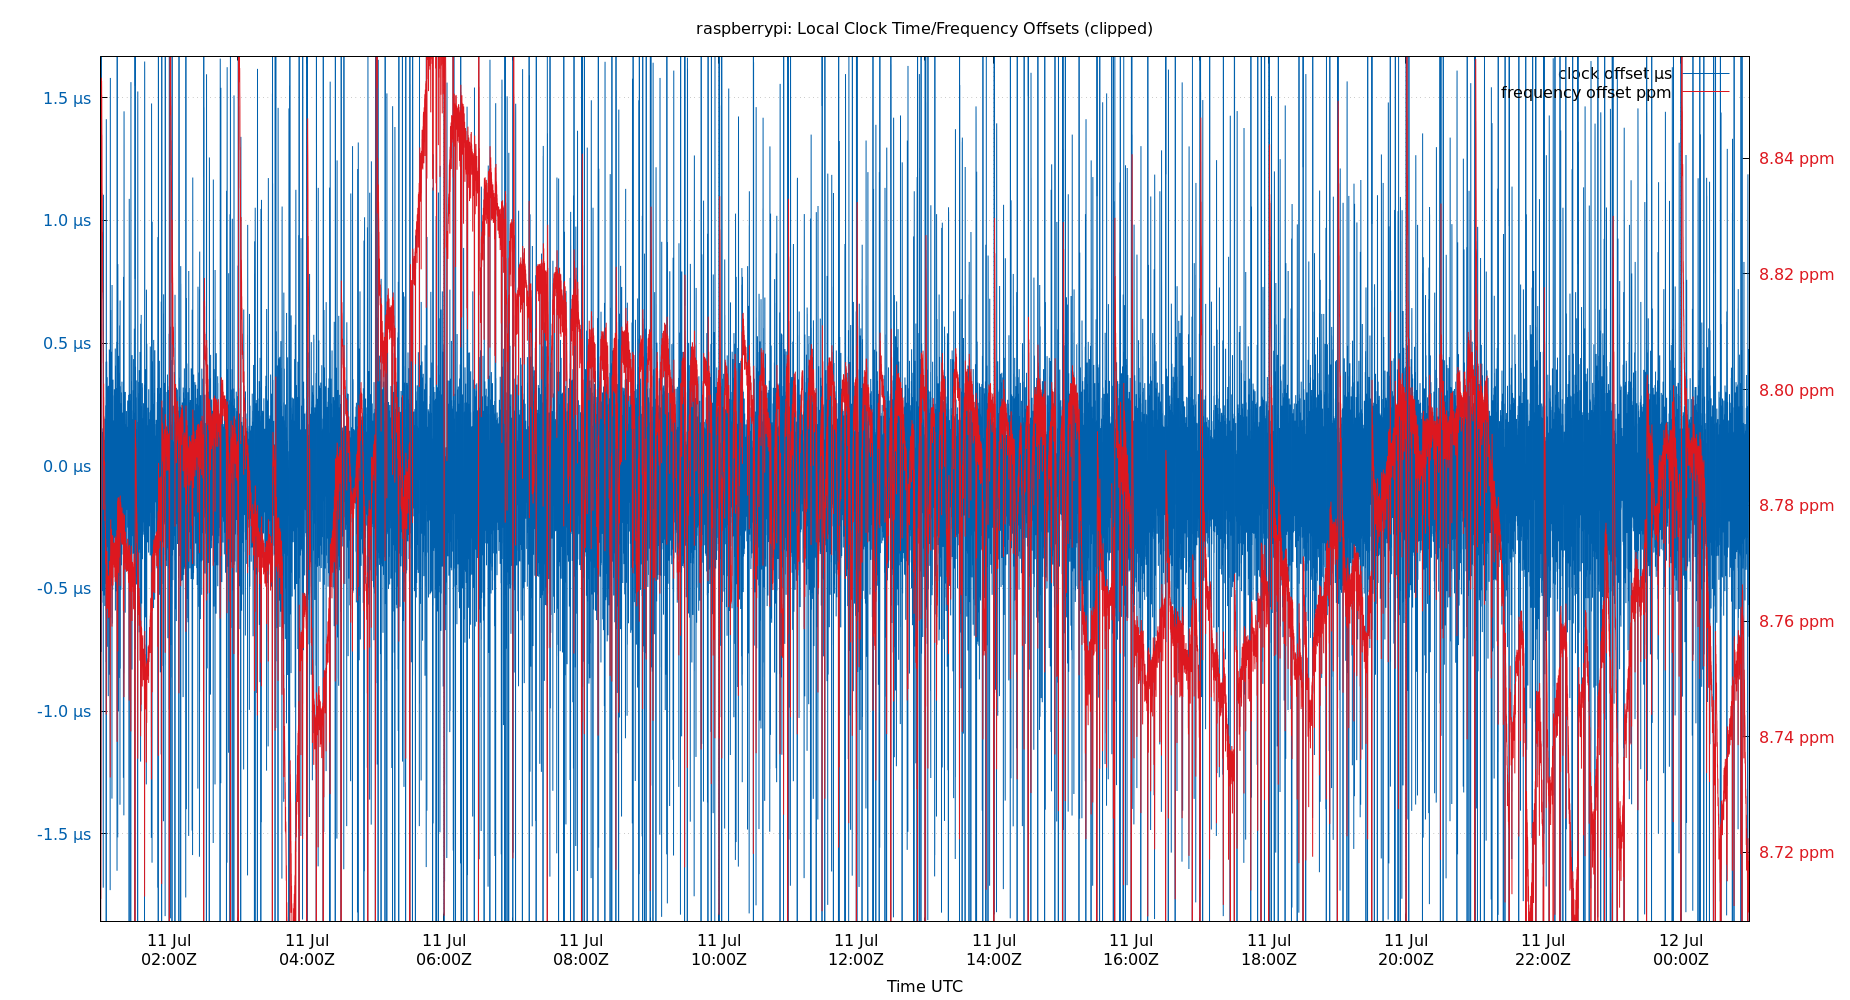 raspberrypi: Local Clock Time/Frequency Offsets (clipped)
clock offset µs
frequency offset ppm
1.5 µs
1.0 µs
0.5 µs
0.0 µs
-0.5 µs
-1.0 µs
-1.5 µs
8.84 ppm
8.82 ppm
8.80 ppm
8.78 ppm
8.76 ppm
8.74 ppm
8.72 ppm
11 Jul 11 Jul 11 Jul 11 Jul 11 Jul 11 Jul 11 Jul 11 Jul 11 Jul 11 Jul 11 Jul 12 Jul
02:00Z 04:00Z 06:00Z 08:00Z 10:00Z 12:00Z 14:00Z 16:00Z 18:00Z 20:00Z 22:00Z 00:00Z
Time UTC